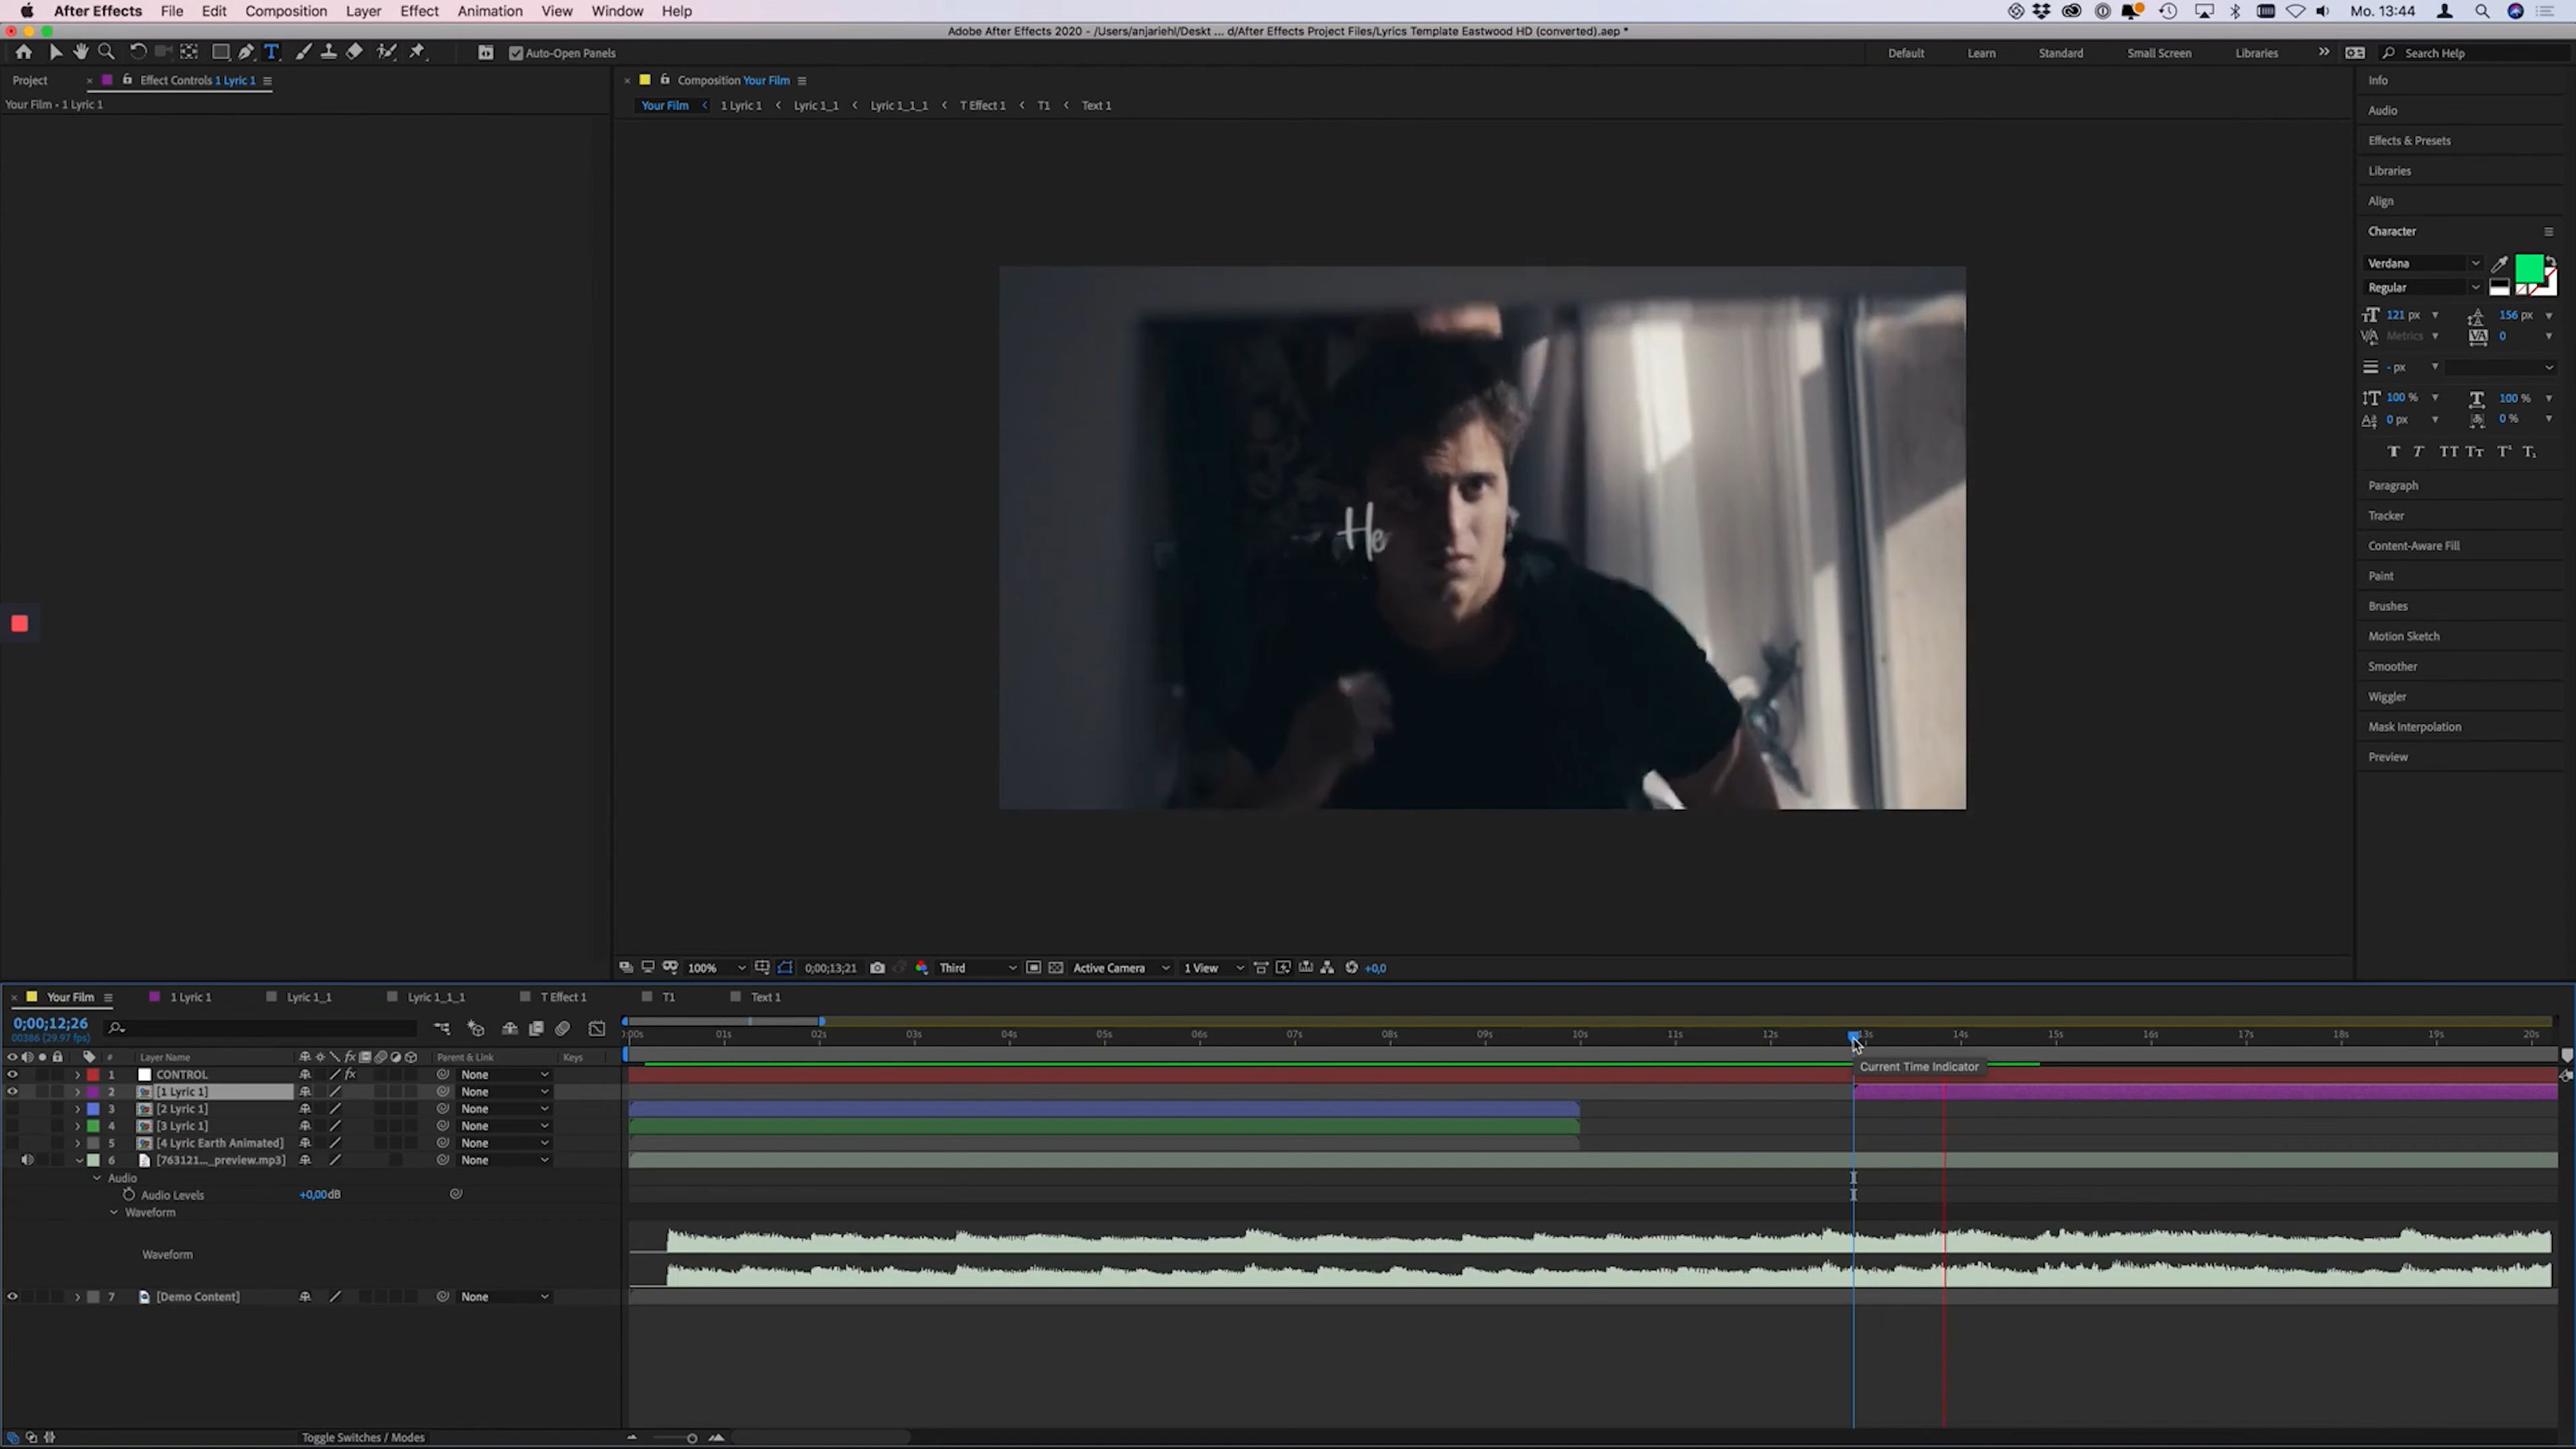 After Effects File Edit Composition Layer Effect Animation View Window Help Mo. 13:44
Adobe After Effects 2020 - /Users/anjariehl/Deskt ... d/After Effects Project Files/Lyrics Template Eastwood HD (converted).aep *
T Auto-Open Panels Default Learn Standard Small Screen Libraries Search Help
Project Effect Controls 1 Lyric 1
Your Film • 1 Lyric 1
Composition Your Film
Your Film 1 Lyric 1 Lyric 1_1 Lyric 1_1_1 T Effect 1 T1 Text 1
He
Info
Audio
Effects & Presets
Libraries
Align
Character
Verdana
Regular
121 px 156 px
Metrics 0
- px
100 % 100 %
0 px 0 %
T T TT Tт T¹ T₁
Paragraph
Tracker
Content-Aware Fill
Paint
Brushes
Motion Sketch
Smoother
Wiggler
Mask Interpolation
Preview
100% 0;00;13;21 Third Active Camera 1 View +0,0
Your Film 1 Lyric 1 Lyric 1_1 Lyric 1_1_1 T Effect 1 T1 Text 1
0;00;12;26
00386 (29.97 fps)
:00s 01s 02s 03s 04s 05s 06s 07s 08s 09s 10s 11s 12s 13s 14s 15s 16s 17s 18s 19s 20s
# Layer Name fx Parent & Link Keys
1 CONTROL fx None
Current Time Indicator
2 [1 Lyric 1] None
3 [2 Lyric 1] None
4 [3 Lyric 1] None
5 [4 Lyric Earth Animated] None
6 [763121..._preview.mp3] None
Audio
Audio Levels +0,00dB
Waveform
Waveform
7 [Demo Content] None
Toggle Switches / Modes